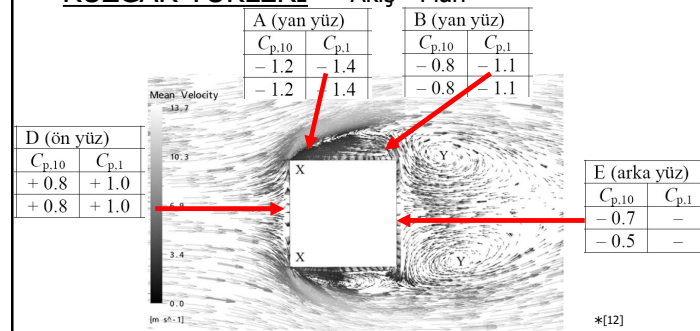 RÜZGAR YÜKLERİ Akış - Plan
A (yan yüz)
Cp,10 Cp,1
– 1.2 – 1.4
– 1.2 – 1.4
B (yan yüz)
Cp,10 Cp,1
– 0.8 – 1.1
– 0.8 – 1.1
Mean Velocity
13.7
10.3
6.9
3.4
0.0
[m s^-1]
D (ön yüz)
Cp,10 Cp,1
+ 0.8 + 1.0
+ 0.8 + 1.0
X
X
Y
Y
E (arka yüz)
Cp,10 Cp,1
– 0.7 –
– 0.5 –
*[12]